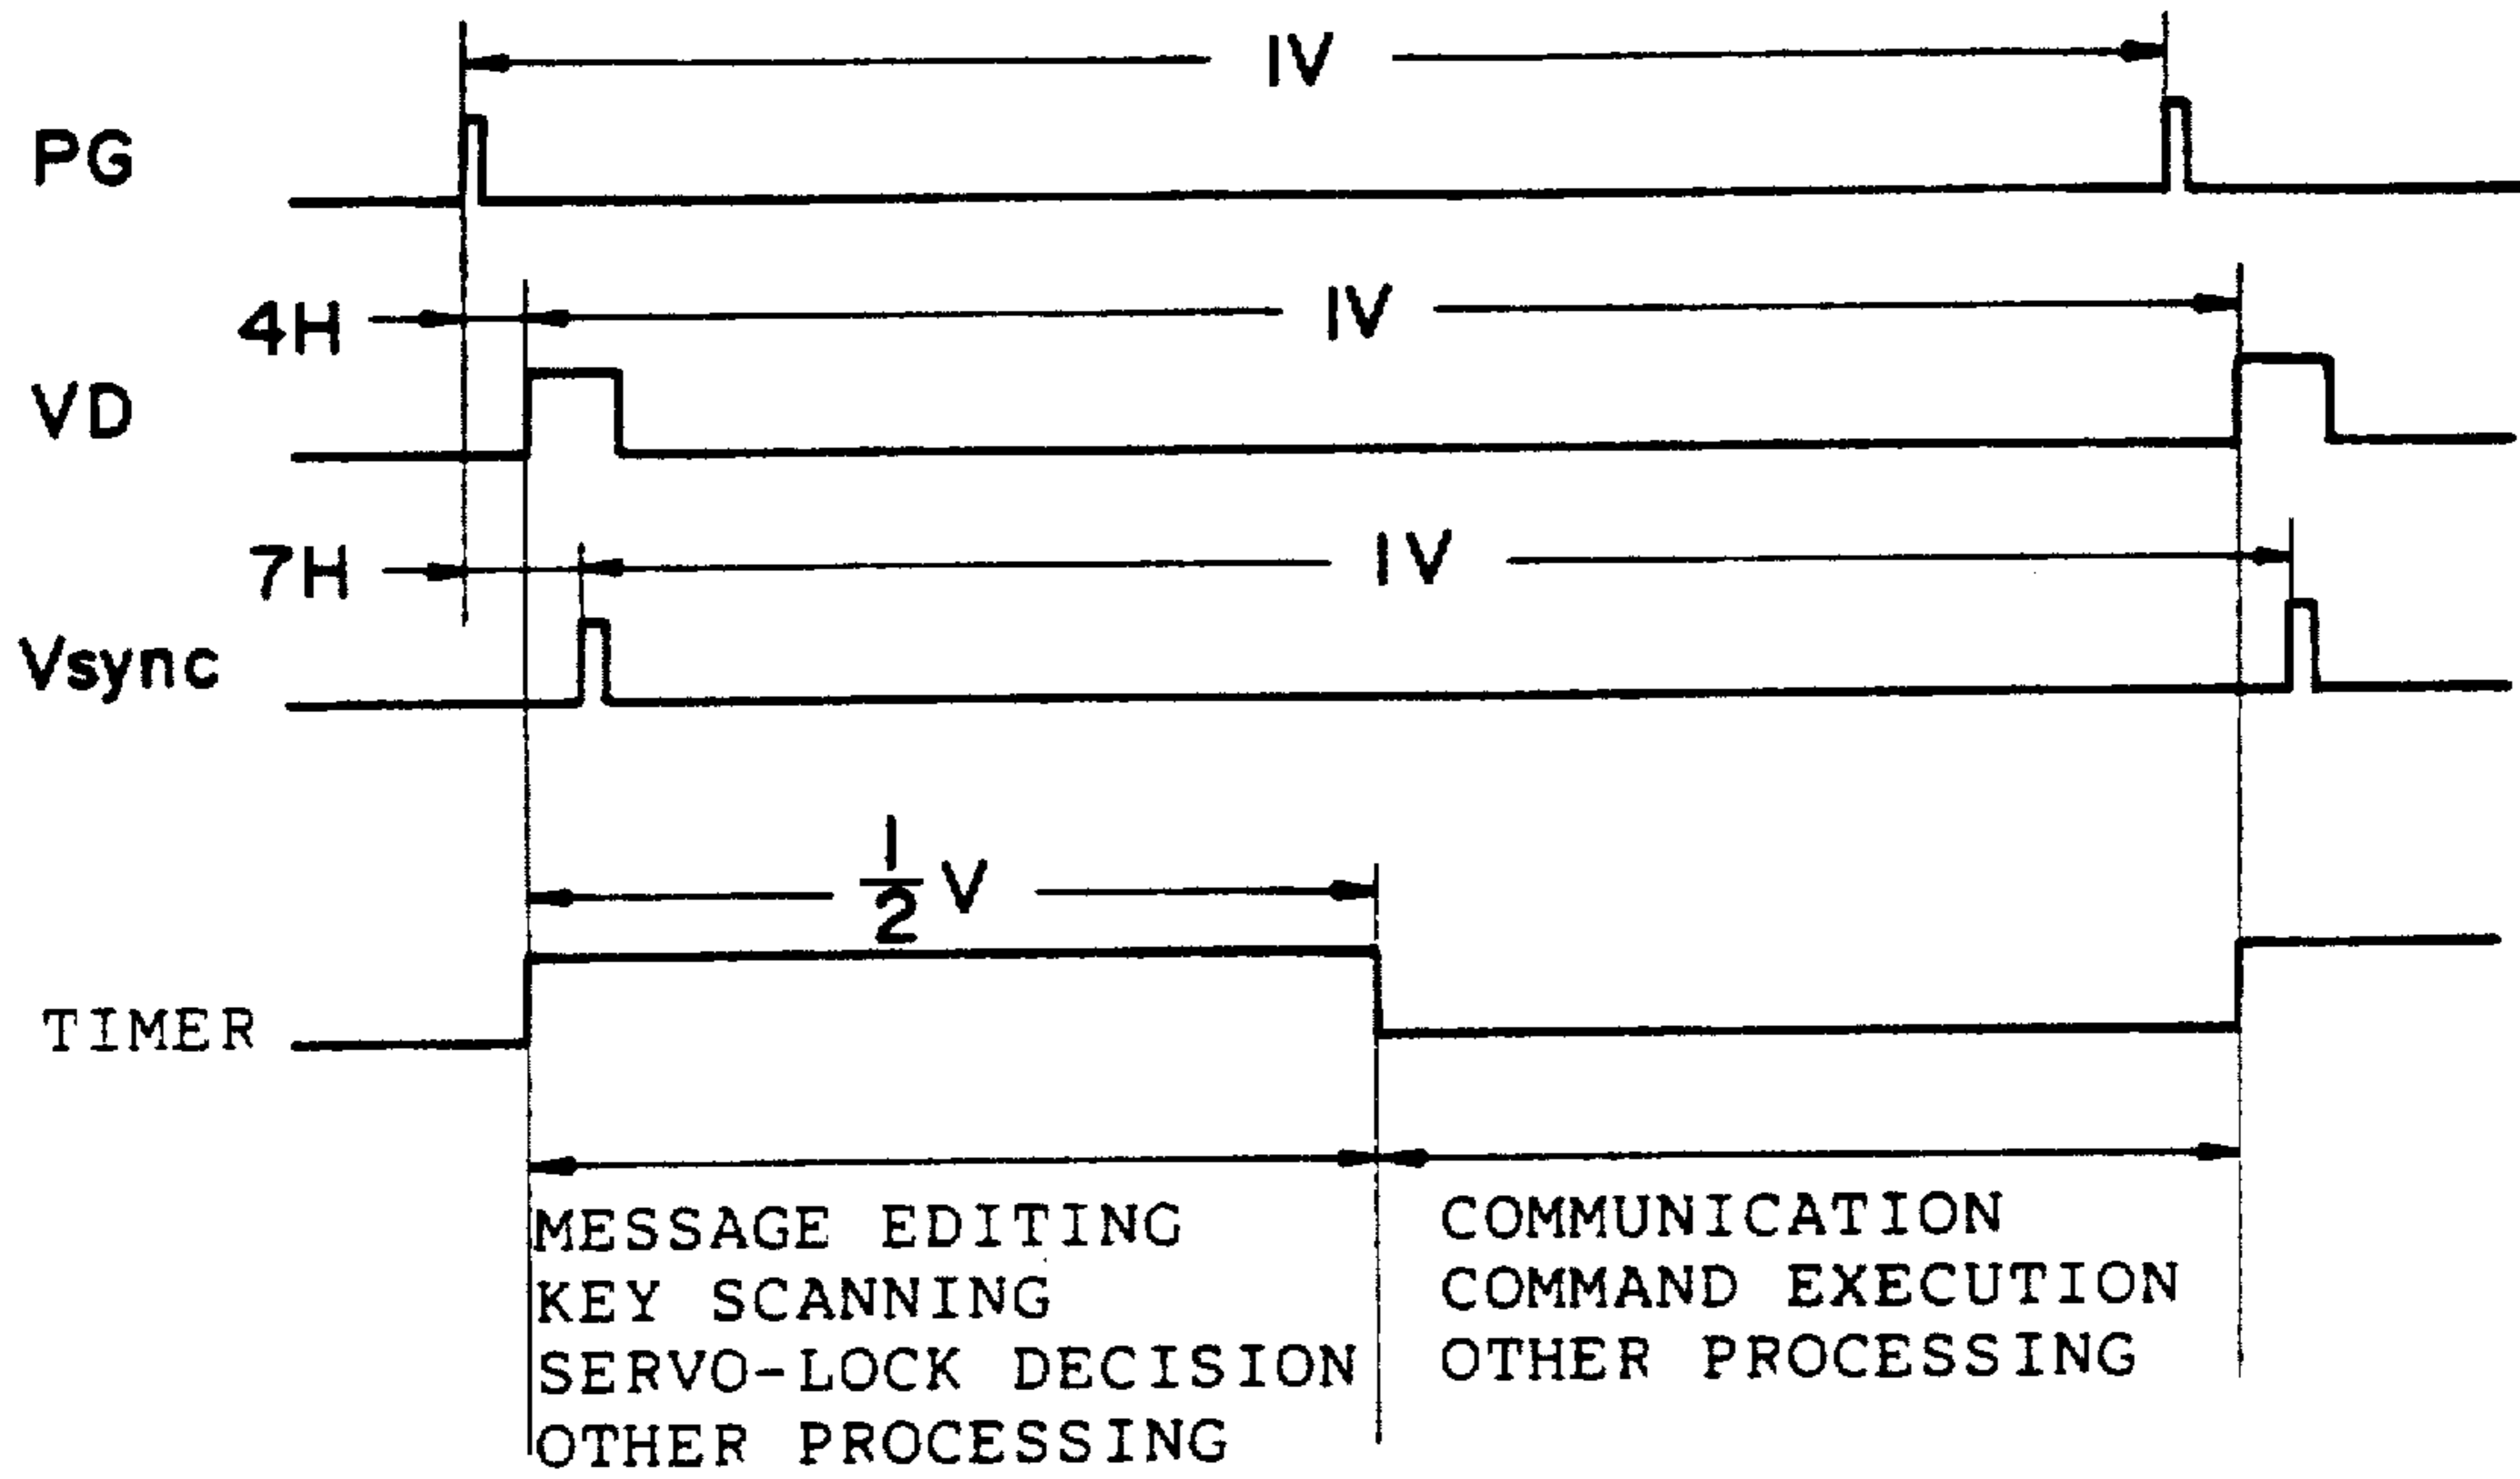 1V
PG
4H
1V
VD
7H
1V
Vsync
1/2 V
TIMER
MESSAGE EDITING
KEY SCANNING
SERVO-LOCK DECISION
OTHER PROCESSING
COMMUNICATION
COMMAND EXECUTION
OTHER PROCESSING